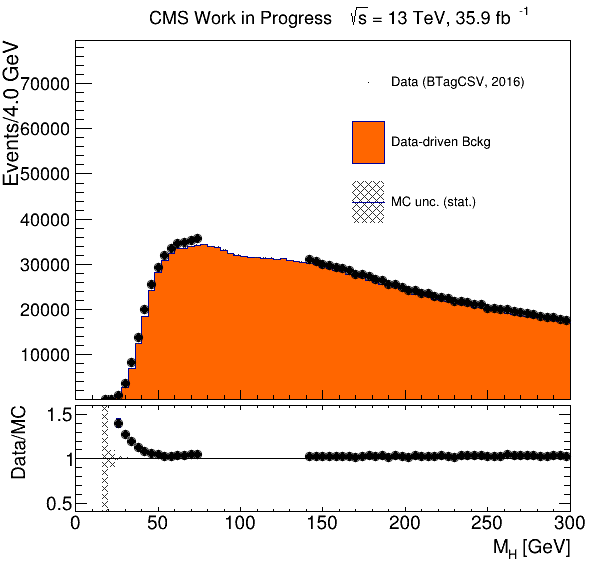 CMS Work in Progress √s = 13 TeV, 35.9 fb⁻¹
Events/4.0 GeV
70000
60000
50000
40000
30000
20000
10000
Data (BTagCSV, 2016)
Data-driven Bckg
MC unc. (stat.)
Data/MC
1.5
1
0.5
0 50 100 150 200 250 300
M_H [GeV]